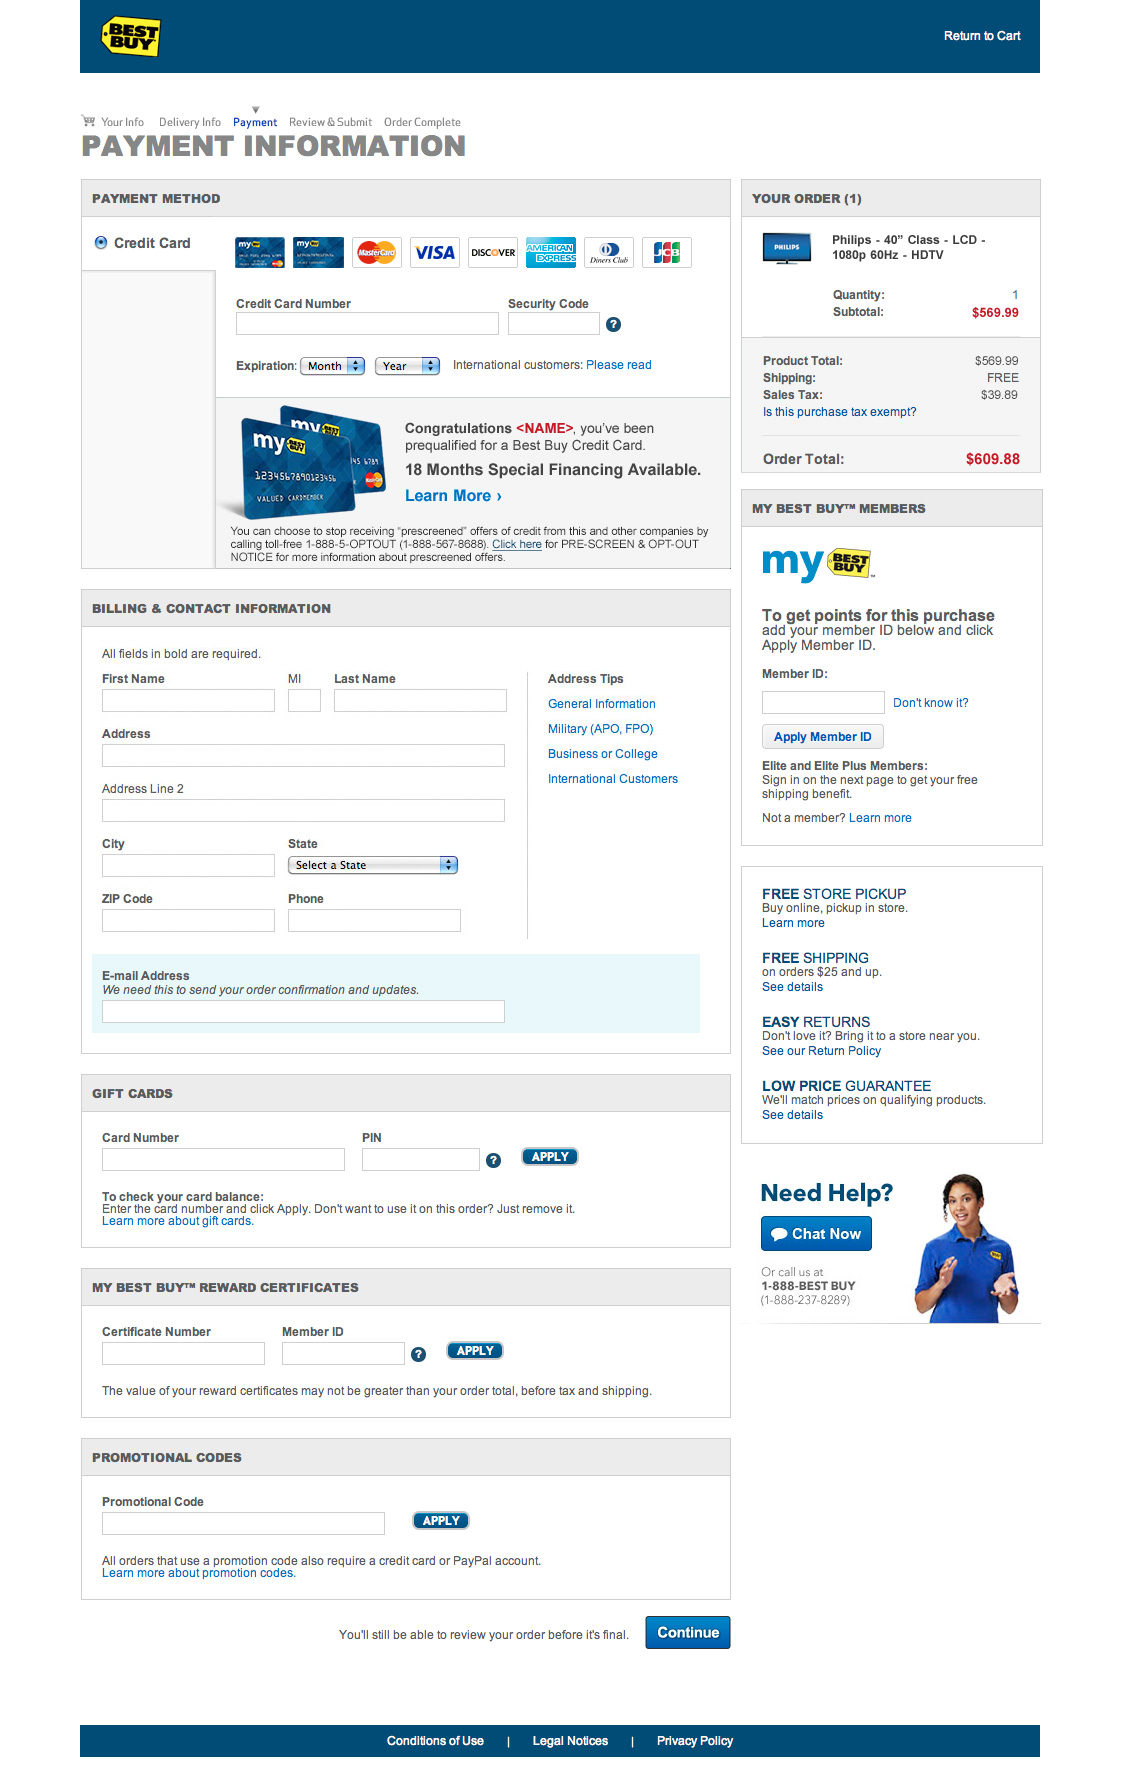 BEST BUY
Return to Cart
Your Info Delivery Info Payment Review & Submit Order Complete
PAYMENT INFORMATION
PAYMENT METHOD
Credit Card
my BEST BUY my BEST BUY MasterCard VISA DISCOVER AMERICAN EXPRESS Diners Club JCB
Credit Card Number Security Code
?
Expiration: Month Year International customers: Please read
my BEST BUY
1234567890123456
VALUED CARDMEMBER
345 6789
MasterCard
Congratulations <NAME>, you've been
prequalified for a Best Buy Credit Card.
18 Months Special Financing Available.
Learn More ›
You can choose to stop receiving "prescreened" offers of credit from this and other companies by
calling toll-free 1-888-5-OPTOUT (1-888-567-8688). Click here for PRE-SCREEN & OPT-OUT
NOTICE for more information about prescreened offers.
BILLING & CONTACT INFORMATION
All fields in bold are required.
First Name MI Last Name
Address
Address Line 2
City State
Select a State
ZIP Code Phone
Address Tips
General Information
Military (APO, FPO)
Business or College
International Customers
E-mail Address
We need this to send your order confirmation and updates.
GIFT CARDS
Card Number PIN
? APPLY
To check your card balance:
Enter the card number and click Apply. Don't want to use it on this order? Just remove it.
Learn more about gift cards.
MY BEST BUY™ REWARD CERTIFICATES
Certificate Number Member ID
? APPLY
The value of your reward certificates may not be greater than your order total, before tax and shipping.
PROMOTIONAL CODES
Promotional Code
APPLY
All orders that use a promotion code also require a credit card or PayPal account.
Learn more about promotion codes.
You'll still be able to review your order before it's final. Continue
YOUR ORDER (1)
PHILIPS
Philips - 40” Class - LCD -
1080p 60Hz - HDTV
Quantity: 1
Subtotal: $569.99
Product Total: $569.99
Shipping: FREE
Sales Tax: $39.89
Is this purchase tax exempt?
Order Total: $609.88
MY BEST BUY™ MEMBERS
my BEST BUY™
To get points for this purchase
add your member ID below and click
Apply Member ID.
Member ID:
Don't know it?
Apply Member ID
Elite and Elite Plus Members:
Sign in on the next page to get your free
shipping benefit.
Not a member? Learn more
FREE STORE PICKUP
Buy online, pickup in store.
Learn more
FREE SHIPPING
on orders $25 and up.
See details
EASY RETURNS
Don't love it? Bring it to a store near you.
See our Return Policy
LOW PRICE GUARANTEE
We'll match prices on qualifying products.
See details
Need Help?
Chat Now
Or call us at
1-888-BEST BUY
(1-888-237-8289)
Conditions of Use | Legal Notices | Privacy Policy